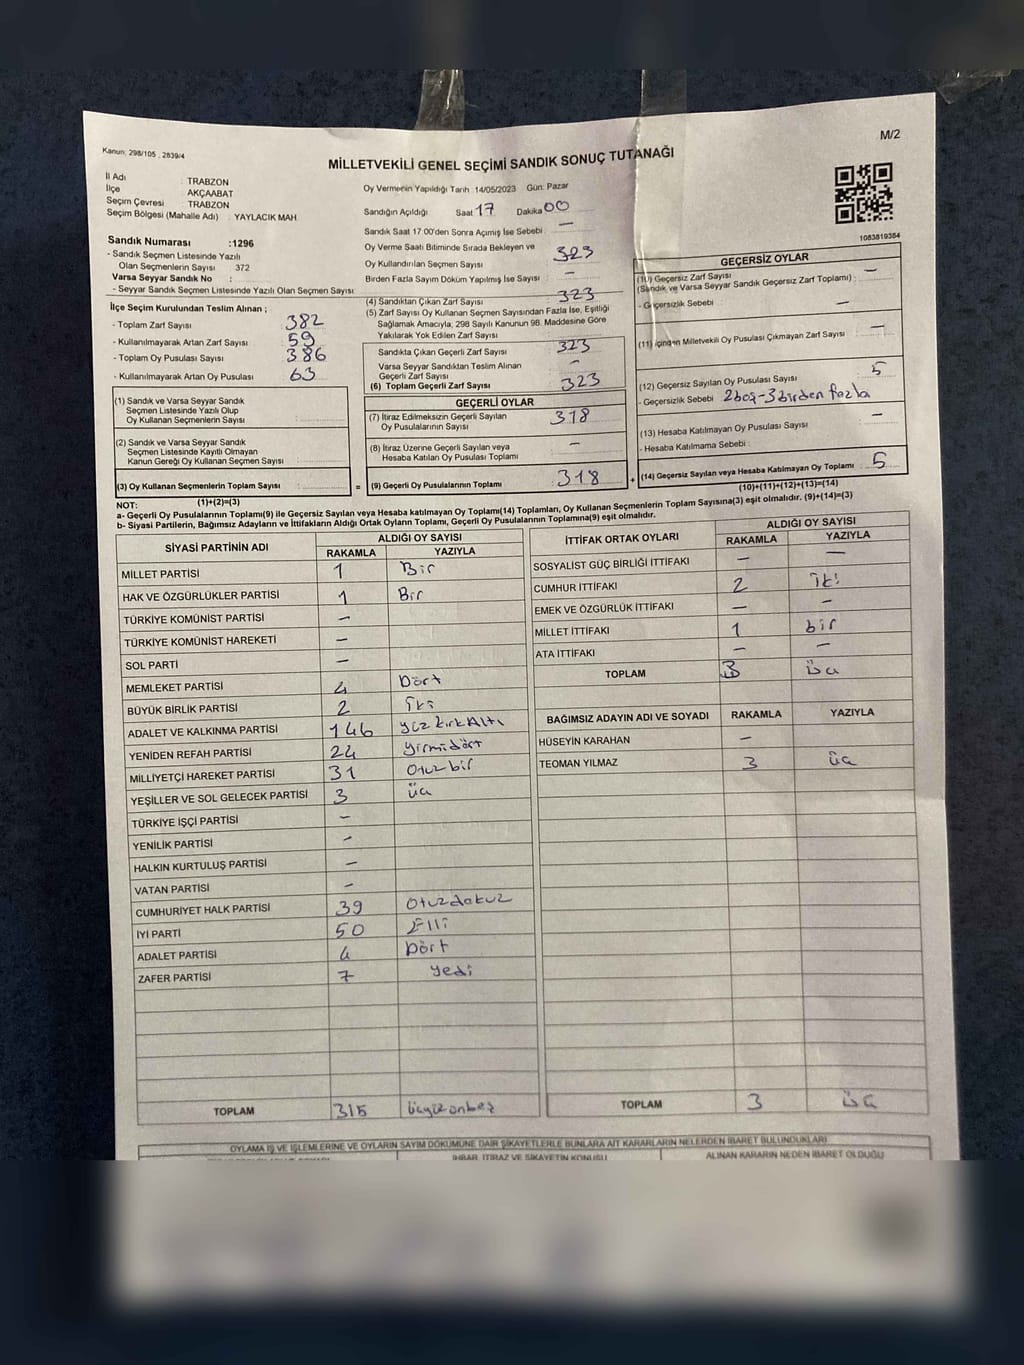 M/2
Kanun: 298/105 , 2839/4
MİLLETVEKİLİ GENEL SEÇİMİ SANDIK SONUÇ TUTANAĞI
İl Adı : TRABZON
İlçe : AKÇAABAT
Seçim Çevresi : TRABZON
Seçim Bölgesi (Mahalle Adı) : YAYLACIK MAH
Sandık Numarası :1296
- Sandık Seçmen Listesinde Yazılı
Olan Seçmenlerin Sayısı 372
Varsa Seyyar Sandık No :
- Seyyar Sandık Seçmen Listesinde Yazılı Olan Seçmen Sayısı:
Oy Vermenin Yapıldığı Tarih :14/05/2023 Gün: Pazar
Sandığın Açıldığı Saat 17 Dakika 00
Sandık Saat 17.00'den Sonra Açımış İse Sebebi: —
Oy Verme Saati Bitiminde Sırada Bekleyen ve
Oy Kullandırılan Seçmen Sayısı 323
Birden Fazla Sayım Döküm Yapılmış İse Sayısı —
1083819384
İlçe Seçim Kurulundan Teslim Alınan ;
- Toplam Zarf Sayısı 382
- Kullanılmayarak Artan Zarf Sayısı 59
- Toplam Oy Pusulası Sayısı 386
- Kullanılmayarak Artan Oy Pusulası 63
(1) Sandık ve Varsa Seyyar Sandık
Seçmen Listesinde Yazılı Olup
Oy Kullanan Seçmenlerin Sayısı
(2) Sandık ve Varsa Seyyar Sandık
Seçmen Listesinde Kayıtlı Olmayan
Kanun Gereği Oy Kullanan Seçmen Sayısı
(3) Oy Kullanan Seçmenlerin Toplam Sayısı
(1)+(2)=(3)
(4) Sandıktan Çıkan Zarf Sayısı 323
(5) Zarf Sayısı Oy Kullanan Seçmen Sayısından Fazla İse, Eşitliği
Sağlamak Amacıyla, 298 Sayılı Kanunun 98. Maddesine Göre
Yakılarak Yok Edilen Zarf Sayısı
Sandıkta Çıkan Geçerli Zarf Sayısı 323
Varsa Seyyar Sandıktan Teslim Alınan
Geçerli Zarf Sayısı —
(6) Toplam Geçerli Zarf Sayısı 323
GEÇERLİ OYLAR
(7) İtiraz Edilmeksizin Geçerli Sayılan
Oy Pusulalarının Sayısı 318
(8) İtiraz Üzerine Geçerli Sayılan veya
Hesaba Katılan Oy Pusulası Toplamı —
= (9) Geçerli Oy Pusulalarının Toplamı 318 +
GEÇERSİZ OYLAR
(10) Geçersiz Zarf Sayısı —
(Sandık ve Varsa Seyyar Sandık Geçersiz Zarf Toplamı) :
- Geçersizlik Sebebi : —
(11) İçinden Milletvekili Oy Pusulası Çıkmayan Zarf Sayısı —
(12) Geçersiz Sayılan Oy Pusulası Sayısı 5
- Geçersizlik Sebebi 2 boş - 3 birden fazla
(13) Hesaba Katılmayan Oy Pusulası Sayısı —
- Hesaba Katılmama Sebebi :
(14) Geçersiz Sayılan veya Hesaba Katılmayan Oy Toplamı 5
(10)+(11)+(12)+(13)=(14)
NOT:
a- Geçerli Oy Pusulalarının Toplamı(9) ile Geçersiz Sayılan veya Hesaba katılmayan Oy Toplamı(14) Toplamları, Oy Kullanan Seçmenlerin Toplam Sayısına(3) eşit olmalıdır. (9)+(14)=(3)
b- Siyasi Partilerin, Bağımsız Adayların ve İttifakların Aldığı Ortak Oyların Toplamı, Geçerli Oy Pusulalarının Toplamına(9) eşit olmalıdır.
SİYASİ PARTİNİN ADI ALDIĞI OY SAYISI
RAKAMLA YAZIYLA
MİLLET PARTİSİ 1 Bir
HAK VE ÖZGÜRLÜKLER PARTİSİ 1 Bir
TÜRKİYE KOMÜNİST PARTİSİ —
TÜRKİYE KOMÜNİST HAREKETİ —
SOL PARTİ —
MEMLEKET PARTİSİ 4 Dört
BÜYÜK BİRLİK PARTİSİ 2 İki
ADALET VE KALKINMA PARTİSİ 146 yüz kırk Altı
YENİDEN REFAH PARTİSİ 24 yirmidört
MİLLİYETÇİ HAREKET PARTİSİ 31 Otuz bir
YEŞİLLER VE SOL GELECEK PARTİSİ 3 üç
TÜRKİYE İŞÇİ PARTİSİ —
YENİLİK PARTİSİ —
HALKIN KURTULUŞ PARTİSİ —
VATAN PARTİSİ —
CUMHURİYET HALK PARTİSİ 39 Otuzdokuz
İYİ PARTİ 50 Elli
ADALET PARTİSİ 4 Dört
ZAFER PARTİSİ 7 yedi
TOPLAM 315 üçyüzonbeş
İTTİFAK ORTAK OYLARI ALDIĞI OY SAYISI
RAKAMLA YAZIYLA
SOSYALİST GÜÇ BİRLİĞİ İTTİFAKI — —
CUMHUR İTTİFAKI 2 İki
EMEK VE ÖZGÜRLÜK İTTİFAKI — —
MİLLET İTTİFAKI 1 bir
ATA İTTİFAKI — —
TOPLAM 3 üç
BAĞIMSIZ ADAYIN ADI VE SOYADI RAKAMLA YAZIYLA
HÜSEYİN KARAHAN —
TEOMAN YILMAZ 3 üç
TOPLAM 3 üç
OYLAMA İŞ VE İŞLEMLERİNE VE OYLARIN SAYIM DÖKÜMÜNE DAİR ŞİKAYETLERLE BUNLARA AİT KARARLARIN NELERDEN İBARET BULUNDUKLARI
İHBAR, İTİRAZ VE ŞİKAYETİN KONUSU
ALINAN KARARIN NEDEN İBARET OLDUĞU